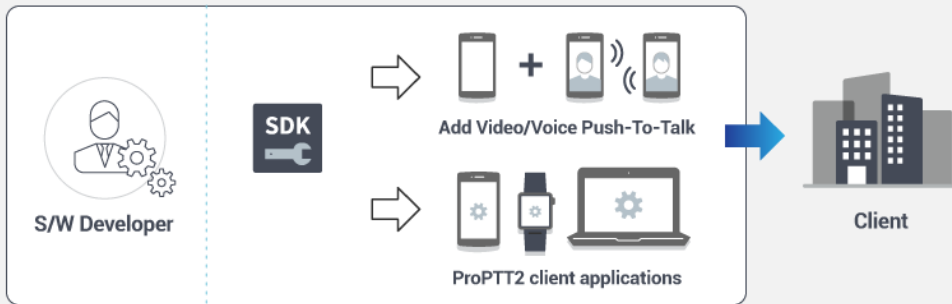 SDK
Add Video/Voice Push-To-Talk
S/W Developer
Client
ProPTT2 client applications